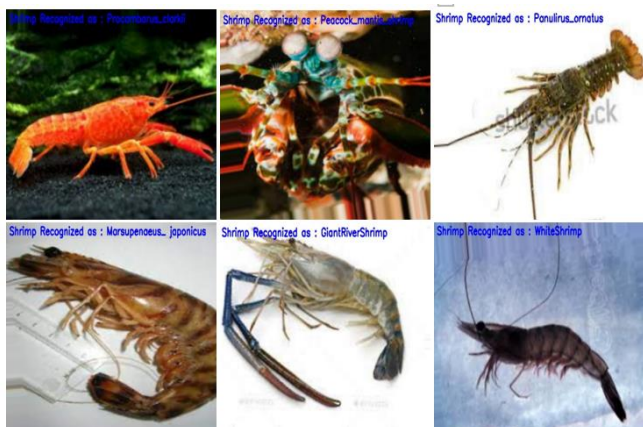 Shrimp Recognized as : Procambarus_clarkii
Shrimp Recognized as : Peacock_mantis_shrimp
Shrimp Recognized as : Panulirus_ornatus
Shrimp Recognized as : Marsupenaeus_ japonicus
Shrimp Recognized as : GiantRiverShrimp
Shrimp Recognized as : WhiteShrimp